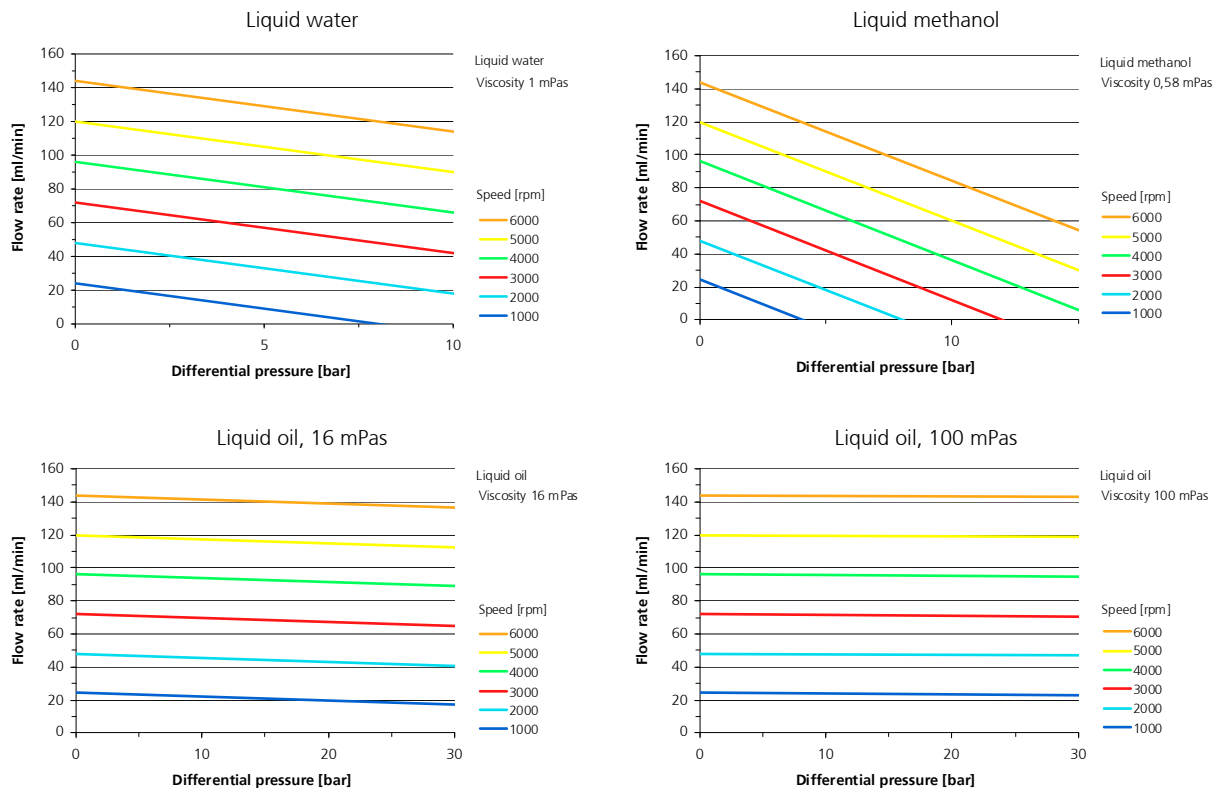 Liquid water
Liquid water
Viscosity 1 mPas
Flow rate [ml/min]
160
140
120
100
80
60
40
20
0
0 5 10
Differential pressure [bar]
Speed [rpm]
6000
5000
4000
3000
2000
1000
Liquid methanol
Liquid methanol
Viscosity 0,58 mPas
Flow rate [ml/min]
160
140
120
100
80
60
40
20
0
0 10
Differential pressure [bar]
Speed [rpm]
6000
5000
4000
3000
2000
1000
Liquid oil, 16 mPas
Liquid oil
Viscosity 16 mPas
Flow rate [ml/min]
160
140
120
100
80
60
40
20
0
0 10 20 30
Differential pressure [bar]
Speed [rpm]
6000
5000
4000
3000
2000
1000
Liquid oil, 100 mPas
Liquid oil
Viscosity 100 mPas
Flow rate [ml/min]
160
140
120
100
80
60
40
20
0
0 10 20 30
Differential pressure [bar]
Speed [rpm]
6000
5000
4000
3000
2000
1000